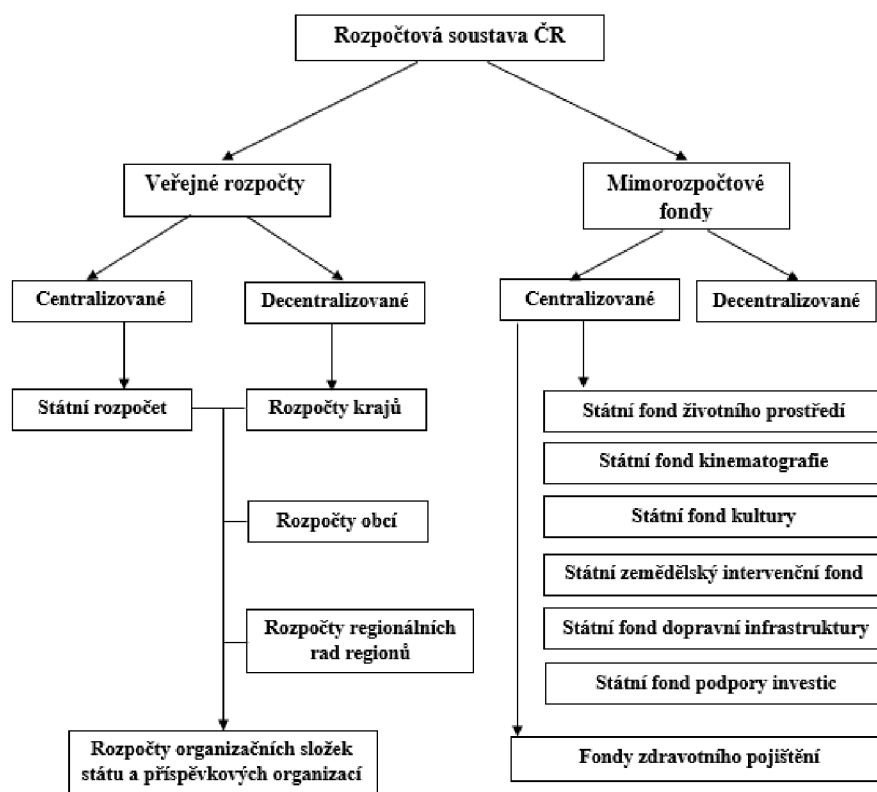 Rozpočtová soustava ČR
Veřejné rozpočty
Mimorozpočtové
fondy
Centralizované
Decentralizované
Centralizované
Decentralizované
Státní rozpočet
Rozpočty krajů
Státní fond životního prostředí
Státní fond kinematografie
Rozpočty obcí
Státní fond kultury
Státní zemědělský intervenční fond
Rozpočty regionálních
rad regionů
Státní fond dopravní infrastruktury
Státní fond podpory investic
Rozpočty organizačních složek
státu a příspěvkových organizací
Fondy zdravotního pojištění